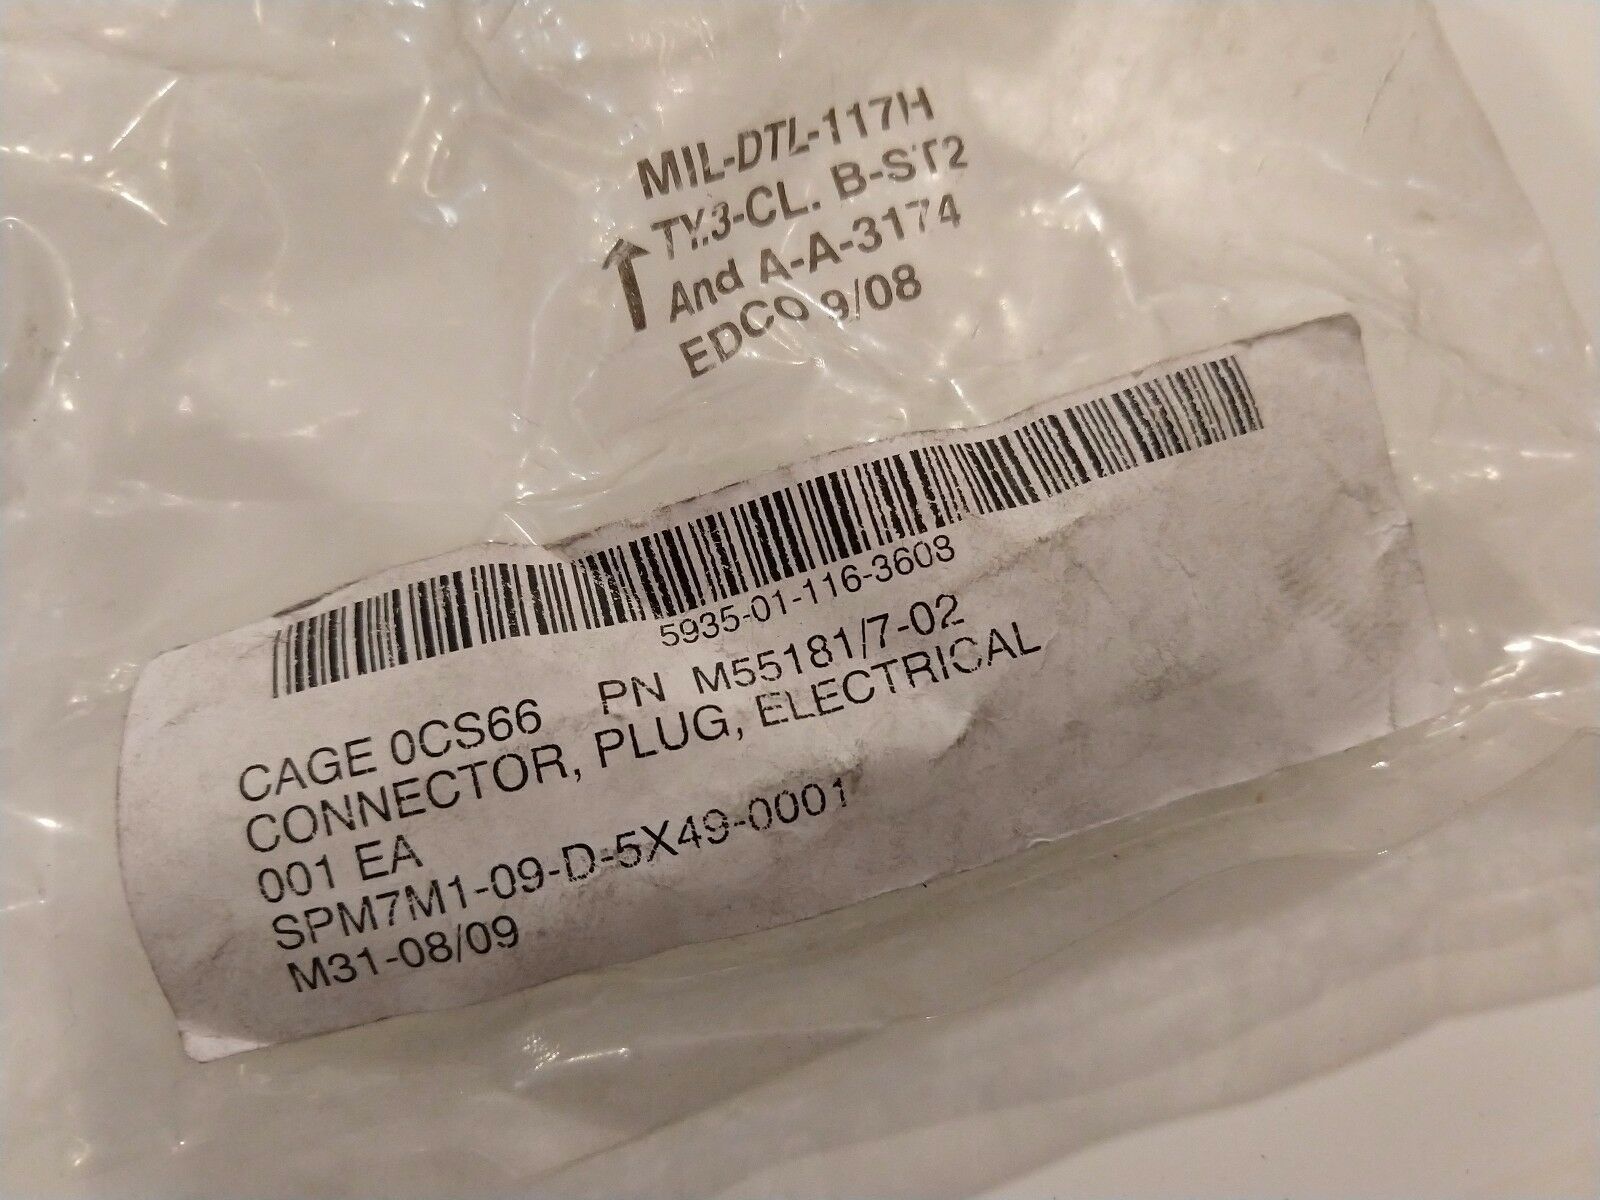 MIL-DTL-117H
TY.3-CL. B-ST2
And A-A-3174
EDCO 9/08
5935-01-116-3608
CAGE 0CS66 PN M55181/7-02
CONNECTOR, PLUG, ELECTRICAL
001 EA
SPM7M1-09-D-5X49-0001
M31-08/09